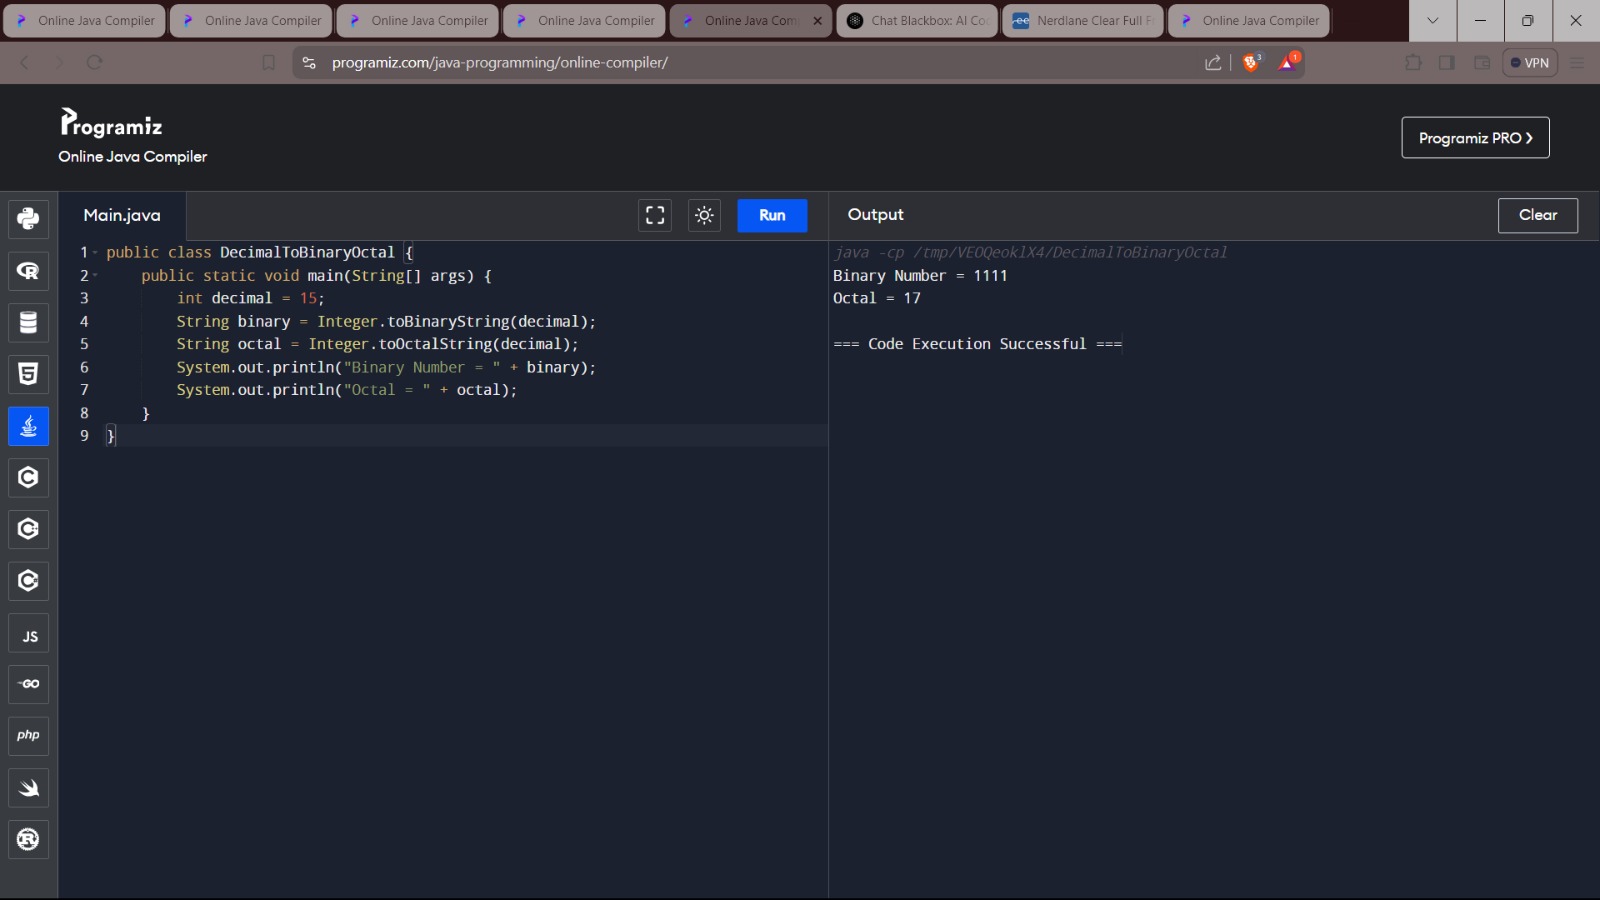 Online Java Compiler
Online Java Compiler
Online Java Compiler
Online Java Compiler
Online Java Com
Chat Blackbox: AI Co
Nerdlane Clear Full F
Online Java Compiler
programiz.com/java-programming/online-compiler/
3
1
VPN
Programiz
Online Java Compiler
Programiz PRO ❯
Main.java
Run
Output
Clear
1 public class DecimalToBinaryOctal {
2     public static void main(String[] args) {
3         int decimal = 15;
4         String binary = Integer.toBinaryString(decimal);
5         String octal = Integer.toOctalString(decimal);
6         System.out.println("Binary Number = " + binary);
7         System.out.println("Octal = " + octal);
8     }
9 }
java -cp /tmp/VEOQeoklX4/DecimalToBinaryOctal
Binary Number = 1111
Octal = 17
=== Code Execution Successful ===
JS
GO
php